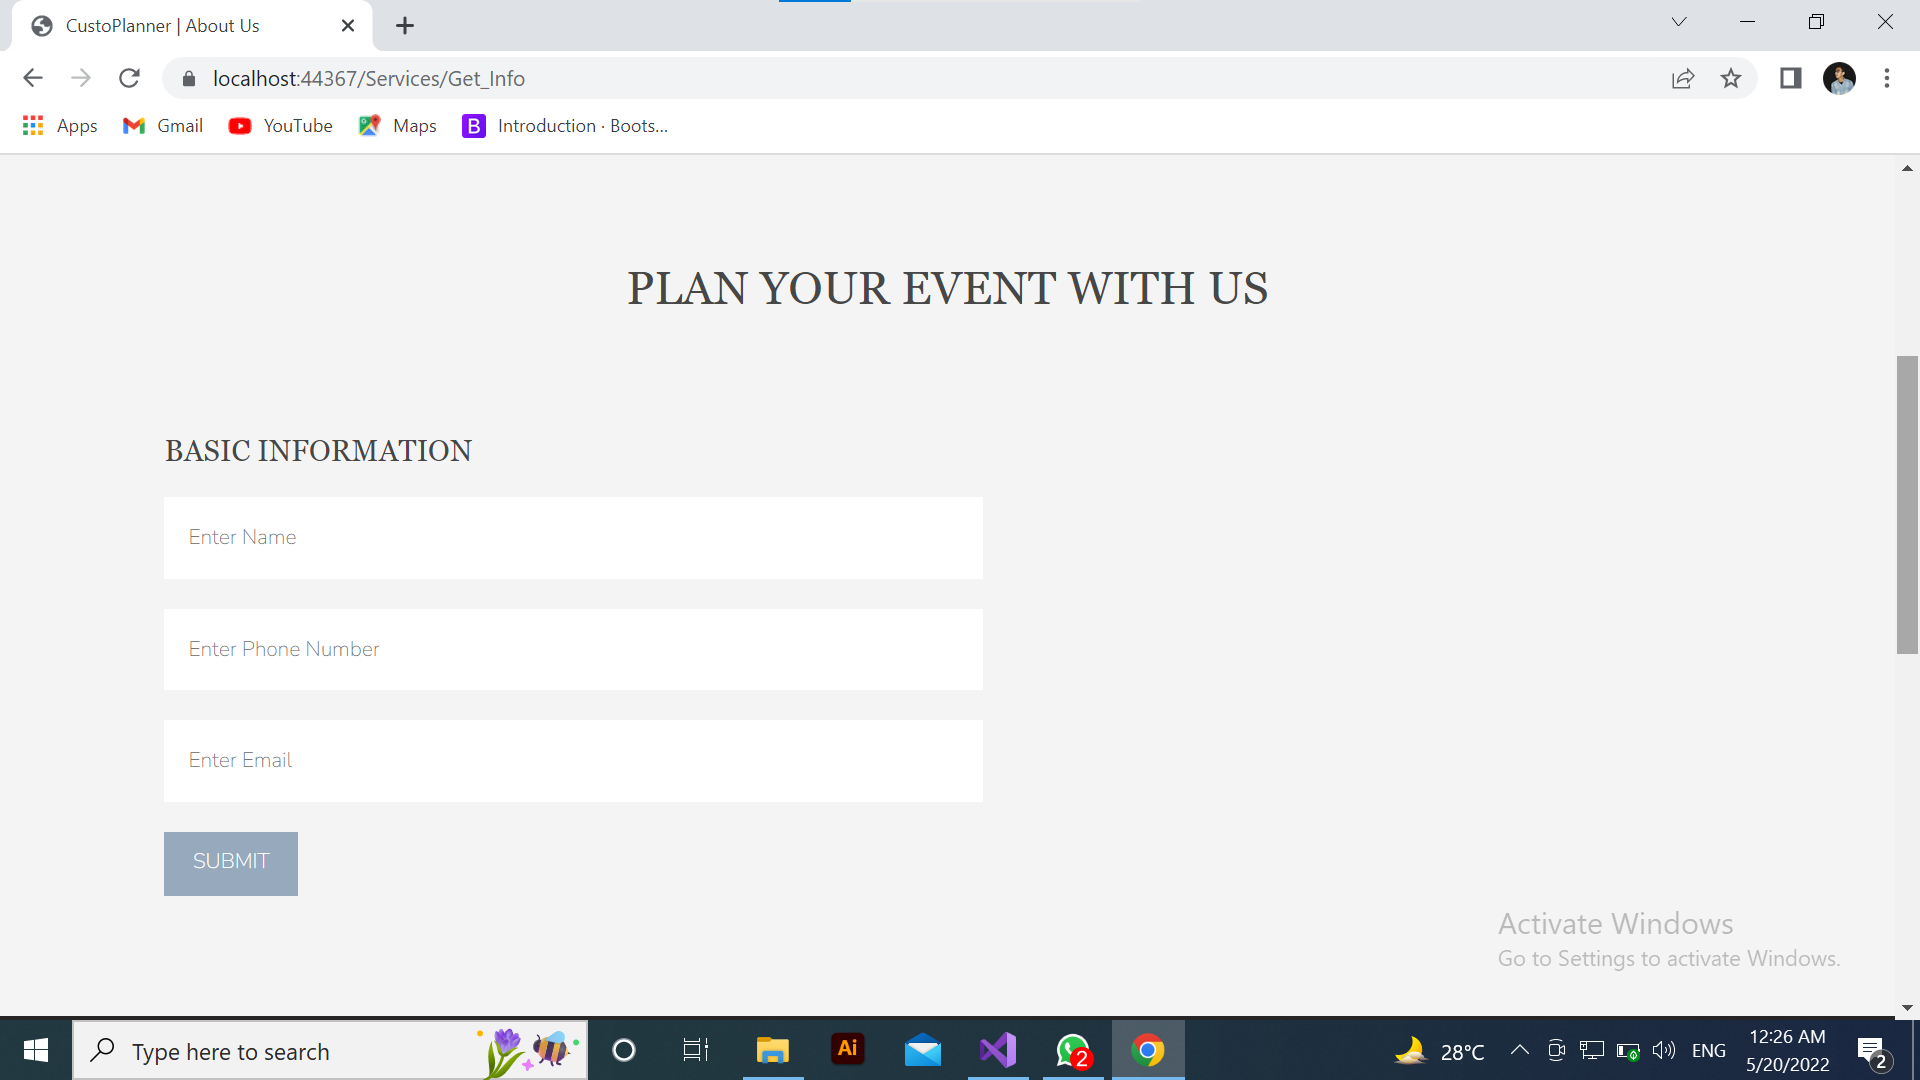 CustoPlanner | About Us
localhost:44367/Services/Get_Info
Apps Gmail YouTube Maps B Introduction · Boots...
PLAN YOUR EVENT WITH US
BASIC INFORMATION
Enter Name
Enter Phone Number
Enter Email
SUBMIT
Activate Windows
Go to Settings to activate Windows.
Type here to search
Ai
2
28°C
ENG
12:26 AM
5/20/2022
2